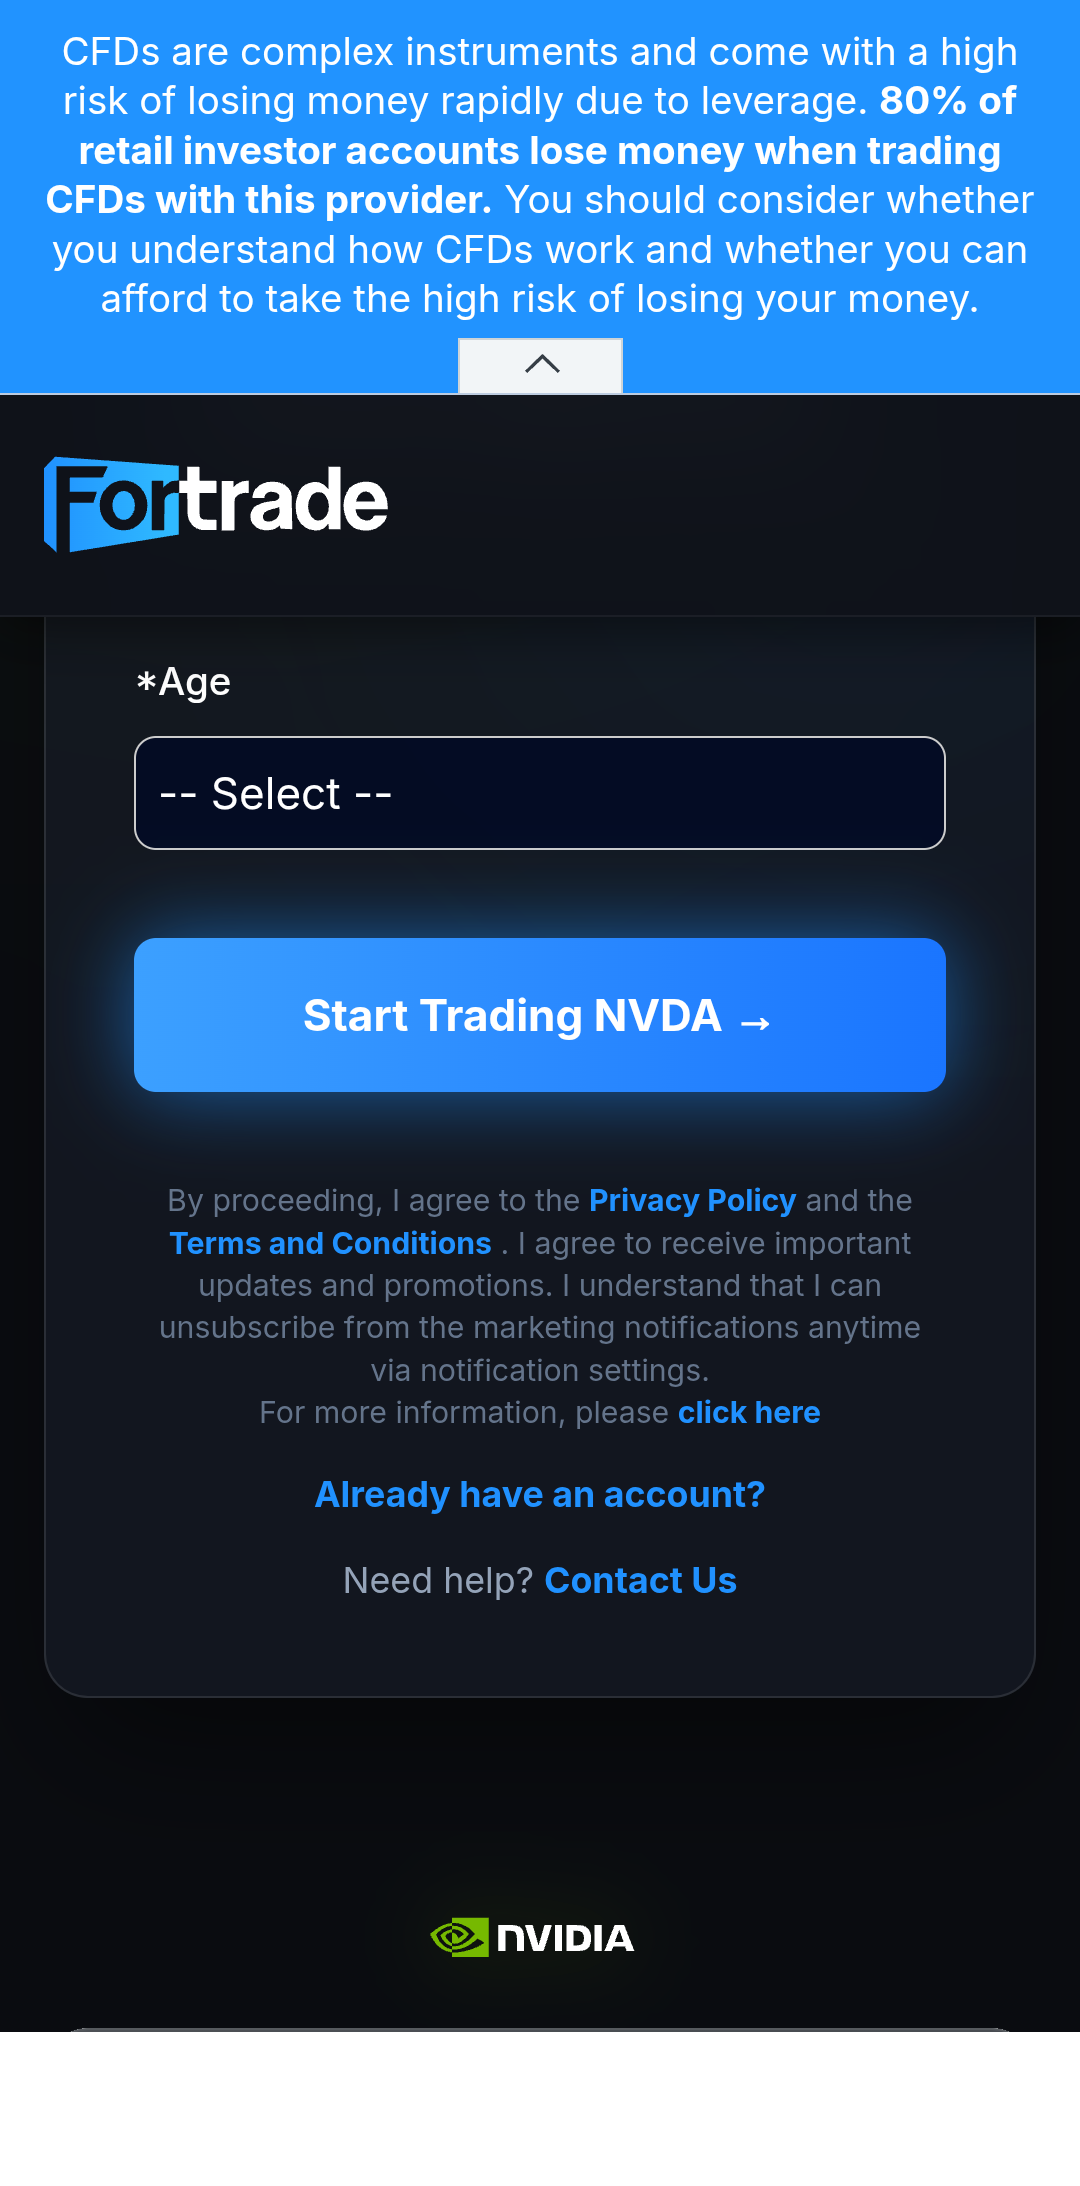 CFDs are complex instruments and come with a high
risk of losing money rapidly due to leverage. 80% of
retail investor accounts lose money when trading
CFDs with this provider. You should consider whether
you understand how CFDs work and whether you can
afford to take the high risk of losing your money.
Fortrade
*Age
-- Select --
Start Trading NVDA →
By proceeding, I agree to the Privacy Policy and the
Terms and Conditions . I agree to receive important
updates and promotions. I understand that I can
unsubscribe from the marketing notifications anytime
via notification settings.
For more information, please click here
Already have an account?
Need help? Contact Us
NVIDIA